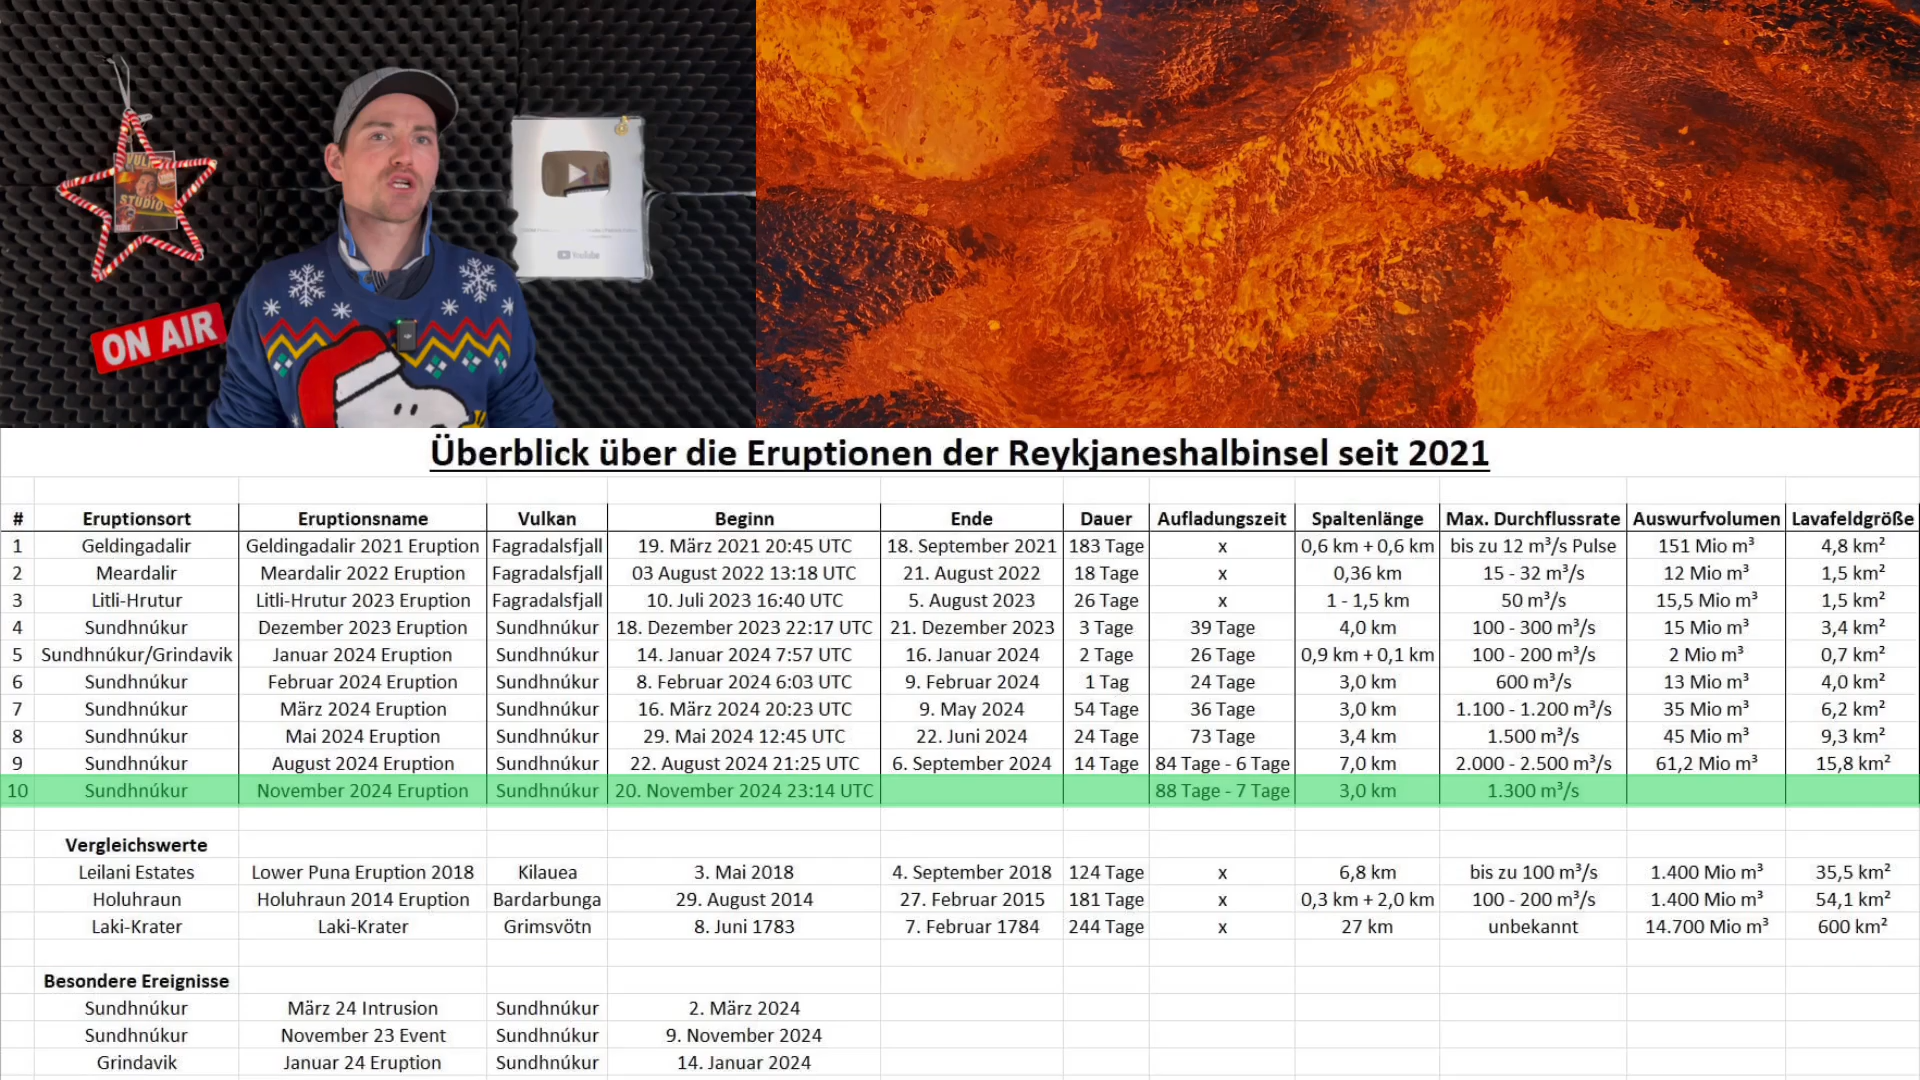 VUL
STUDIO
ON AIR
YouTube
Überblick über die Eruptionen der Reykjaneshalbinsel seit 2021
# Eruptionsort Eruptionsname Vulkan Beginn Ende Dauer Aufladungszeit Spaltenlänge Max. Durchflussrate Auswurfvolumen Lavafeldgröße
1 Geldingadalir Geldingadalir 2021 Eruption Fagradalsfjall 19. März 2021 20:45 UTC 18. September 2021 183 Tage x 0,6 km + 0,6 km bis zu 12 m³/s Pulse 151 Mio m³ 4,8 km²
2 Meardalir Meardalir 2022 Eruption Fagradalsfjall 03 August 2022 13:18 UTC 21. August 2022 18 Tage x 0,36 km 15 - 32 m³/s 12 Mio m³ 1,5 km²
3 Litli-Hrutur Litli-Hrutur 2023 Eruption Fagradalsfjall 10. Juli 2023 16:40 UTC 5. August 2023 26 Tage x 1 - 1,5 km 50 m³/s 15,5 Mio m³ 1,5 km²
4 Sundhnúkur Dezember 2023 Eruption Sundhnúkur 18. Dezember 2023 22:17 UTC 21. Dezember 2023 3 Tage 39 Tage 4,0 km 100 - 300 m³/s 15 Mio m³ 3,4 km²
5 Sundhnúkur/Grindavik Januar 2024 Eruption Sundhnúkur 14. Januar 2024 7:57 UTC 16. Januar 2024 2 Tage 26 Tage 0,9 km + 0,1 km 100 - 200 m³/s 2 Mio m³ 0,7 km²
6 Sundhnúkur Februar 2024 Eruption Sundhnúkur 8. Februar 2024 6:03 UTC 9. Februar 2024 1 Tag 24 Tage 3,0 km 600 m³/s 13 Mio m³ 4,0 km²
7 Sundhnúkur März 2024 Eruption Sundhnúkur 16. März 2024 20:23 UTC 9. May 2024 54 Tage 36 Tage 3,0 km 1.100 - 1.200 m³/s 35 Mio m³ 6,2 km²
8 Sundhnúkur Mai 2024 Eruption Sundhnúkur 29. Mai 2024 12:45 UTC 22. Juni 2024 24 Tage 73 Tage 3,4 km 1.500 m³/s 45 Mio m³ 9,3 km²
9 Sundhnúkur August 2024 Eruption Sundhnúkur 22. August 2024 21:25 UTC 6. September 2024 14 Tage 84 Tage - 6 Tage 7,0 km 2.000 - 2.500 m³/s 61,2 Mio m³ 15,8 km²
10 Sundhnúkur November 2024 Eruption Sundhnúkur 20. November 2024 23:14 UTC 88 Tage - 7 Tage 3,0 km 1.300 m³/s
Vergleichswerte
Leilani Estates Lower Puna Eruption 2018 Kilauea 3. Mai 2018 4. September 2018 124 Tage x 6,8 km bis zu 100 m³/s 1.400 Mio m³ 35,5 km²
Holuhraun Holuhraun 2014 Eruption Bardarbunga 29. August 2014 27. Februar 2015 181 Tage x 0,3 km + 2,0 km 100 - 200 m³/s 1.400 Mio m³ 54,1 km²
Laki-Krater Laki-Krater Grimsvötn 8. Juni 1783 7. Februar 1784 244 Tage x 27 km unbekannt 14.700 Mio m³ 600 km²
Besondere Ereignisse
Sundhnúkur März 24 Intrusion Sundhnúkur 2. März 2024
Sundhnúkur November 23 Event Sundhnúkur 9. November 2024
Grindavik Januar 24 Eruption Sundhnúkur 14. Januar 2024